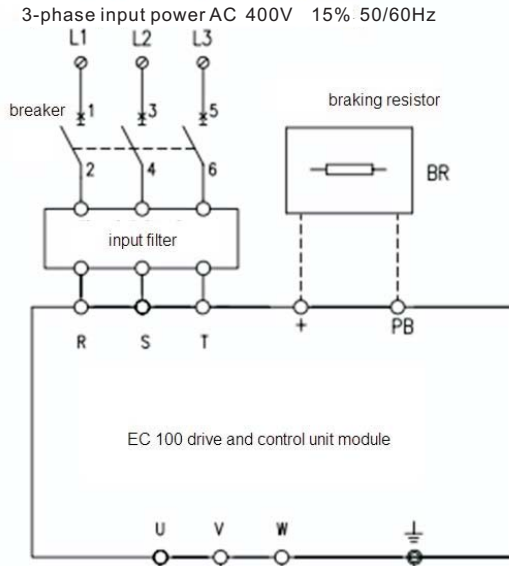 3-phase input power AC 400V 15% 50/60Hz
L1 L2 L3
breaker 1 3 5
2 4 6
braking resistor
BR
input filter
R S T + PB
EC 100 drive and control unit module
U V W